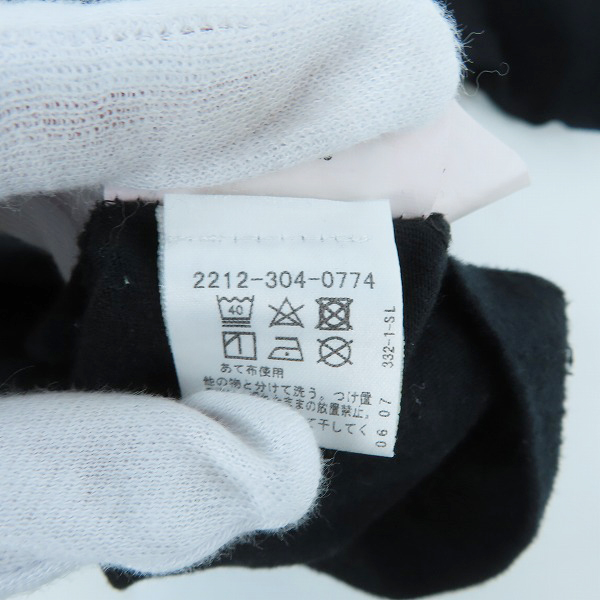 2212-304-0774
40
あて布使用
他の物と分けて洗う。つけ置
まの放置禁止。
て干してく
332-1-SL
06 07